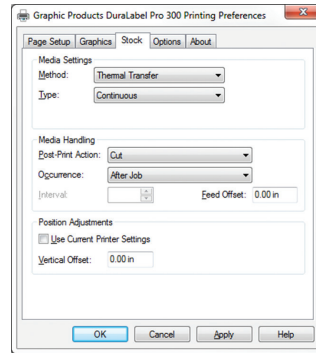 Graphic Products DuraLabel Pro 300 Printing Preferences
Page Setup Graphics Stock Options About
Media Settings
Method: Thermal Transfer
Type: Continuous
Media Handling
Post-Print Action: Cut
Occurrence: After Job
Interval: Feed Offset: 0.00 in
Position Adjustments
Use Current Printer Settings
Vertical Offset: 0.00 in
OK Cancel Apply Help